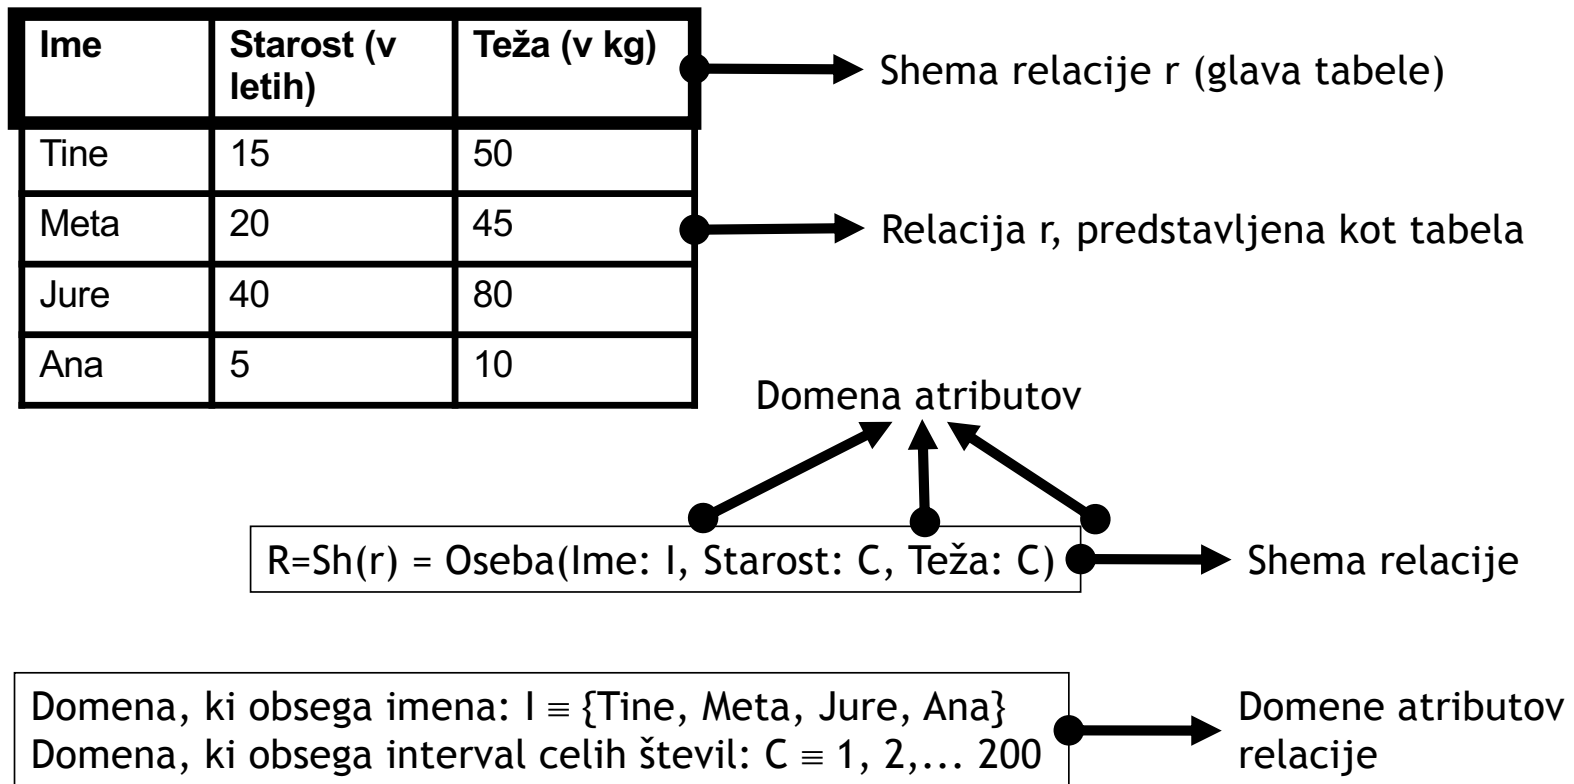 Ime Starost (v Teža (v kg)
letih)
Shema relacije r (glava tabele)
Tine 15 50
Meta 20 45
Relacija r, predstavljena kot tabela
Jure 40 80
Ana 5 10
Domena atributov
R=Sh(r) = Oseba(Ime: I, Starost: C, Teža: C)
Shema relacije
Domena, ki obsega imena: I ≡ {Tine, Meta, Jure, Ana}
Domena, ki obsega interval celih števil: C ≡ 1, 2,... 200
Domene atributov
relacije